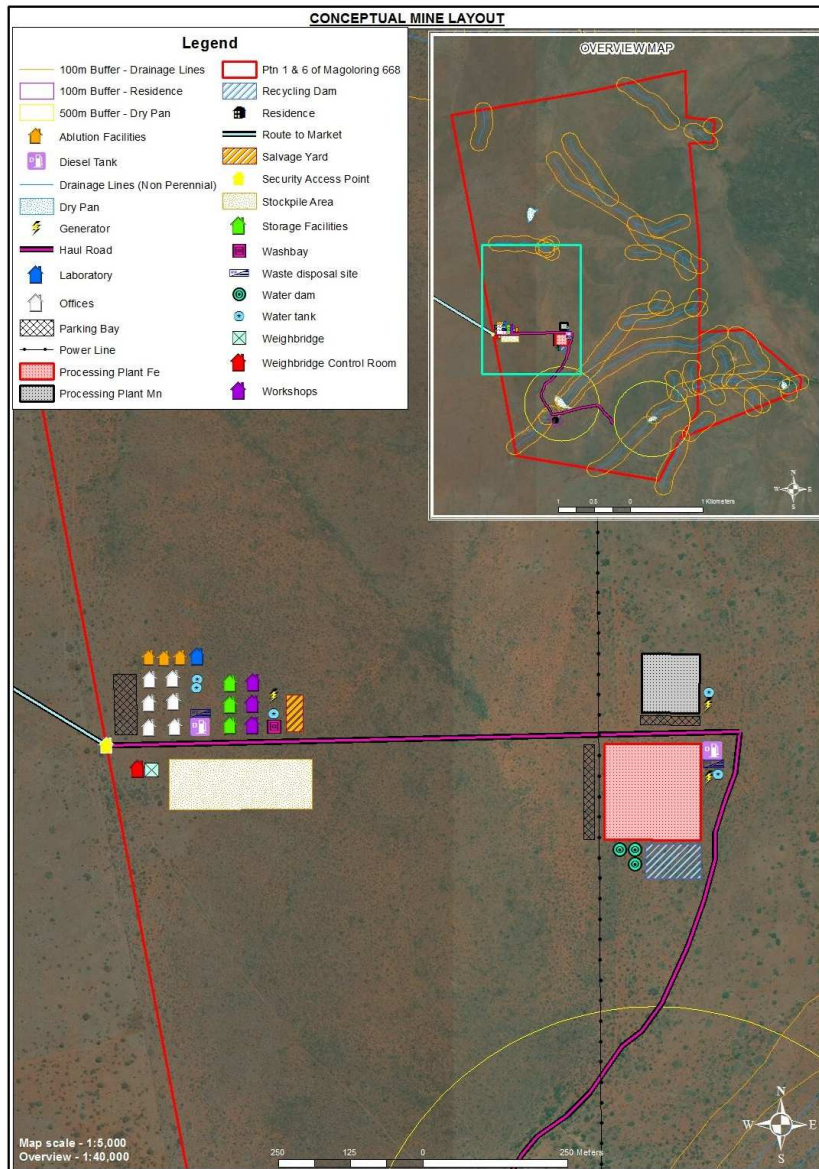 CONCEPTUAL MINE LAYOUT
Legend
100m Buffer - Drainage Lines
100m Buffer - Residence
500m Buffer - Dry Pan
Ablution Facilities
D
Diesel Tank
Drainage Lines (Non Perennial)
Dry Pan
Generator
Haul Road
Laboratory
Offices
Parking Bay
Power Line
Processing Plant Fe
Processing Plant Mn
Ptn 1 & 6 of Magoloring 668
Recycling Dam
Residence
Route to Market
Salvage Yard
Security Access Point
Stockpile Area
Storage Facilities
Washbay
Waste disposal site
Water dam
Water tank
Weighbridge
Weighbridge Control Room
Workshops
OVERVIEW MAP
N
W E
S
1 0.5 0 1 Kilometers
D
D
Map scale - 1:5,000
Overview - 1:40,000
250 125 0 250 Meters
N
W E
S